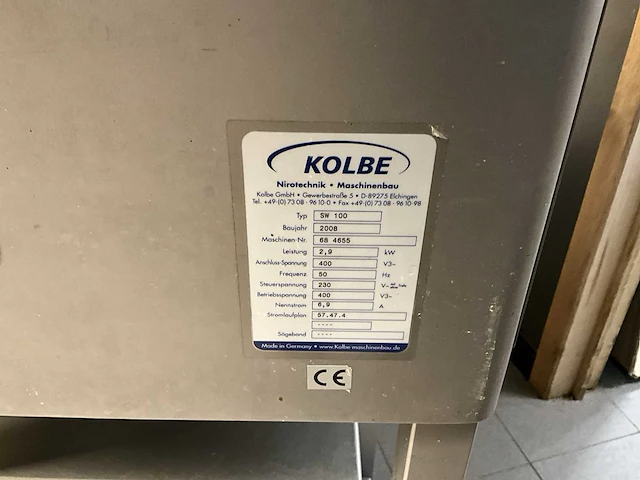 KOLBE
Nirotechnik • Maschinenbau
Kolbe GmbH • Gewerbestraße 5 • D-89275 Elchingen
Tel. +49-(0) 73 08 - 96 10-0 • Fax +49-(0) 73 08 - 96 10-98
Typ SW 100
Baujahr 2008
Maschinen-Nr. 68 4655
Leistung 2,9 kW
Anschluss-Spannung 400 V3~
Frequenz 50 Hz
Steuerspannung 230 V~
Betriebsspannung 400 V3~
Nennstrom 6,9 A
Stromlaufplan 57.47.4
----
Sägeband ----
Made in Germany • www.Kolbe-maschinenbau.de
CE